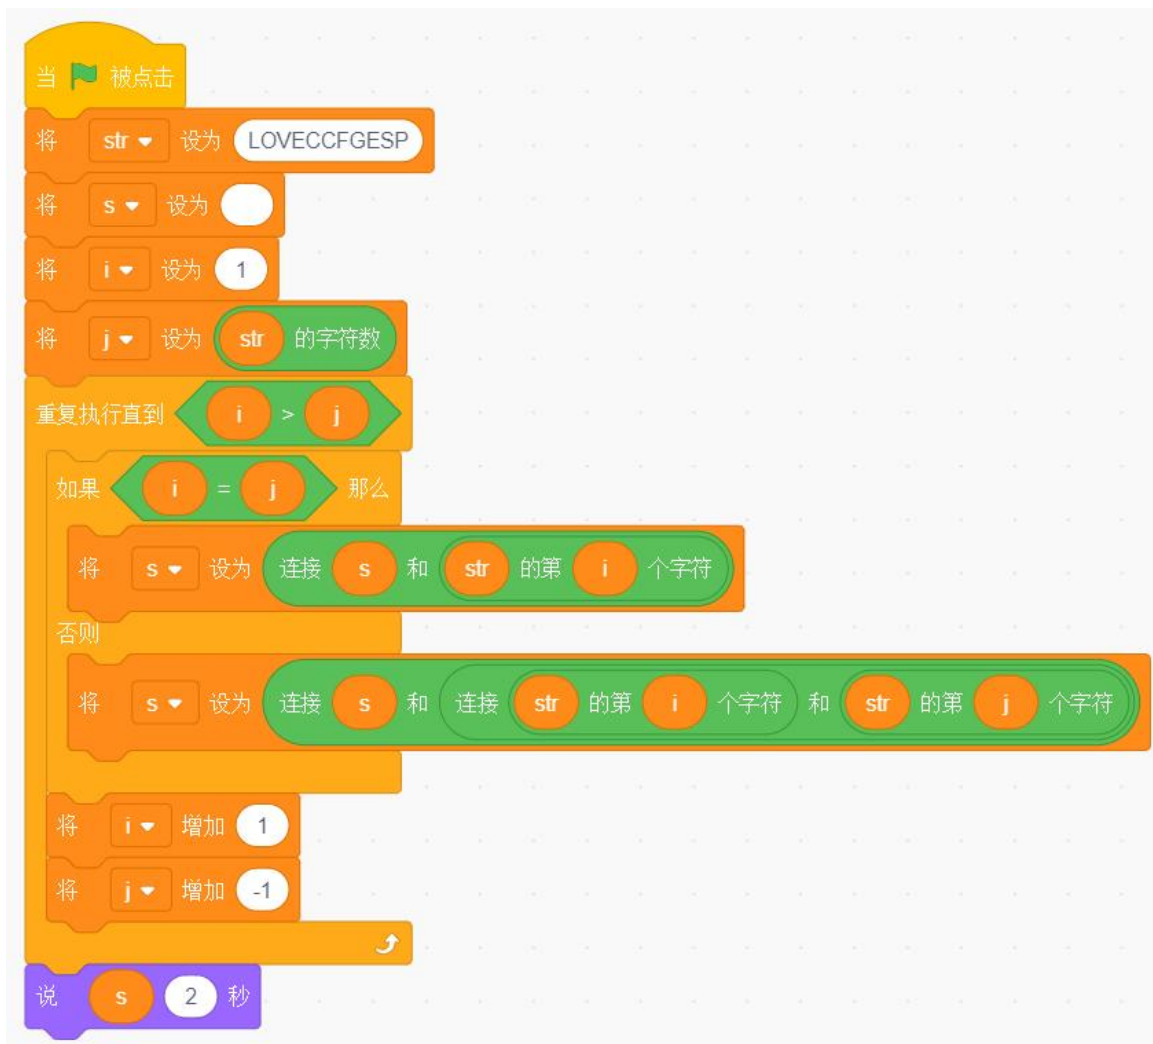 当 被点击
将 str 设为 LOVECCFGESP
将 s 设为
将 i 设为 1
将 j 设为 str 的字符数
重复执行直到 i > j
如果 i = j 那么
将 s 设为 连接 s 和 str 的第 i 个字符
否则
将 s 设为 连接 s 和 连接 str 的第 i 个字符 和 str 的第 j 个字符
将 i 增加 1
将 j 增加 -1
说 s 2 秒